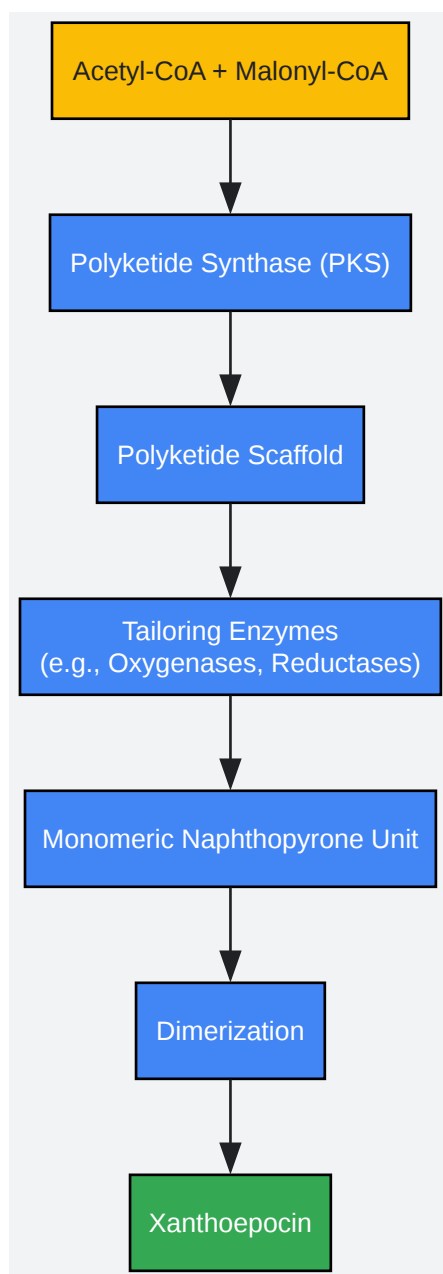 Acetyl-CoA + Malonyl-CoA
Polyketide Synthase (PKS)
Polyketide Scaffold
Tailoring Enzymes
(e.g., Oxygenases, Reductases)
Monomeric Naphthopyrone Unit
Dimerization
Xanthoepocin